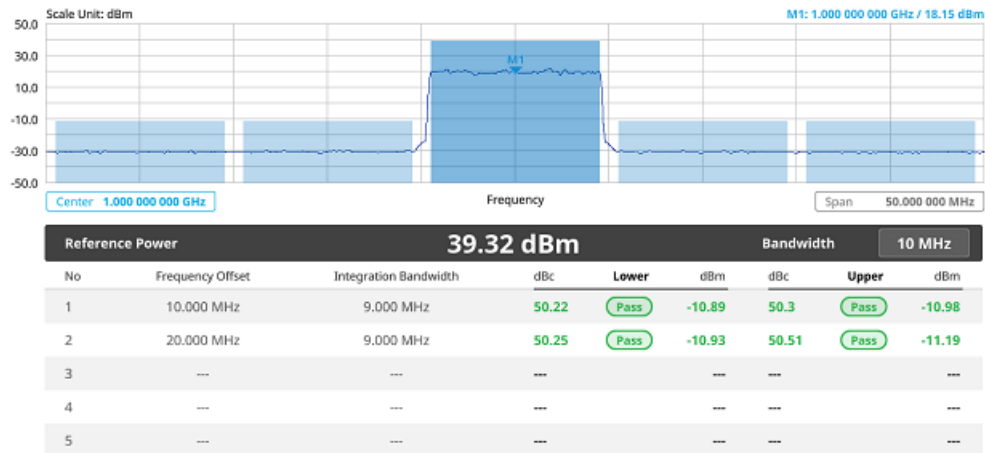 Scale Unit: dBm M1: 1.000 000 000 GHz / 18.15 dBm
50.0
30.0
M1
10.0
-10.0
-30.0
-50.0
Center 1.000 000 000 GHz Frequency Span 50.000 000 MHz
Reference Power 39.32 dBm Bandwidth 10 MHz
No Frequency Offset Integration Bandwidth dBc Lower dBm dBc Upper dBm
1 10.000 MHz 9.000 MHz 50.22 Pass -10.89 50.3 Pass -10.98
2 20.000 MHz 9.000 MHz 50.25 Pass -10.93 50.51 Pass -11.19
3 --- --- --- --- --- ---
4 --- --- --- --- --- ---
5 --- --- --- --- --- ---